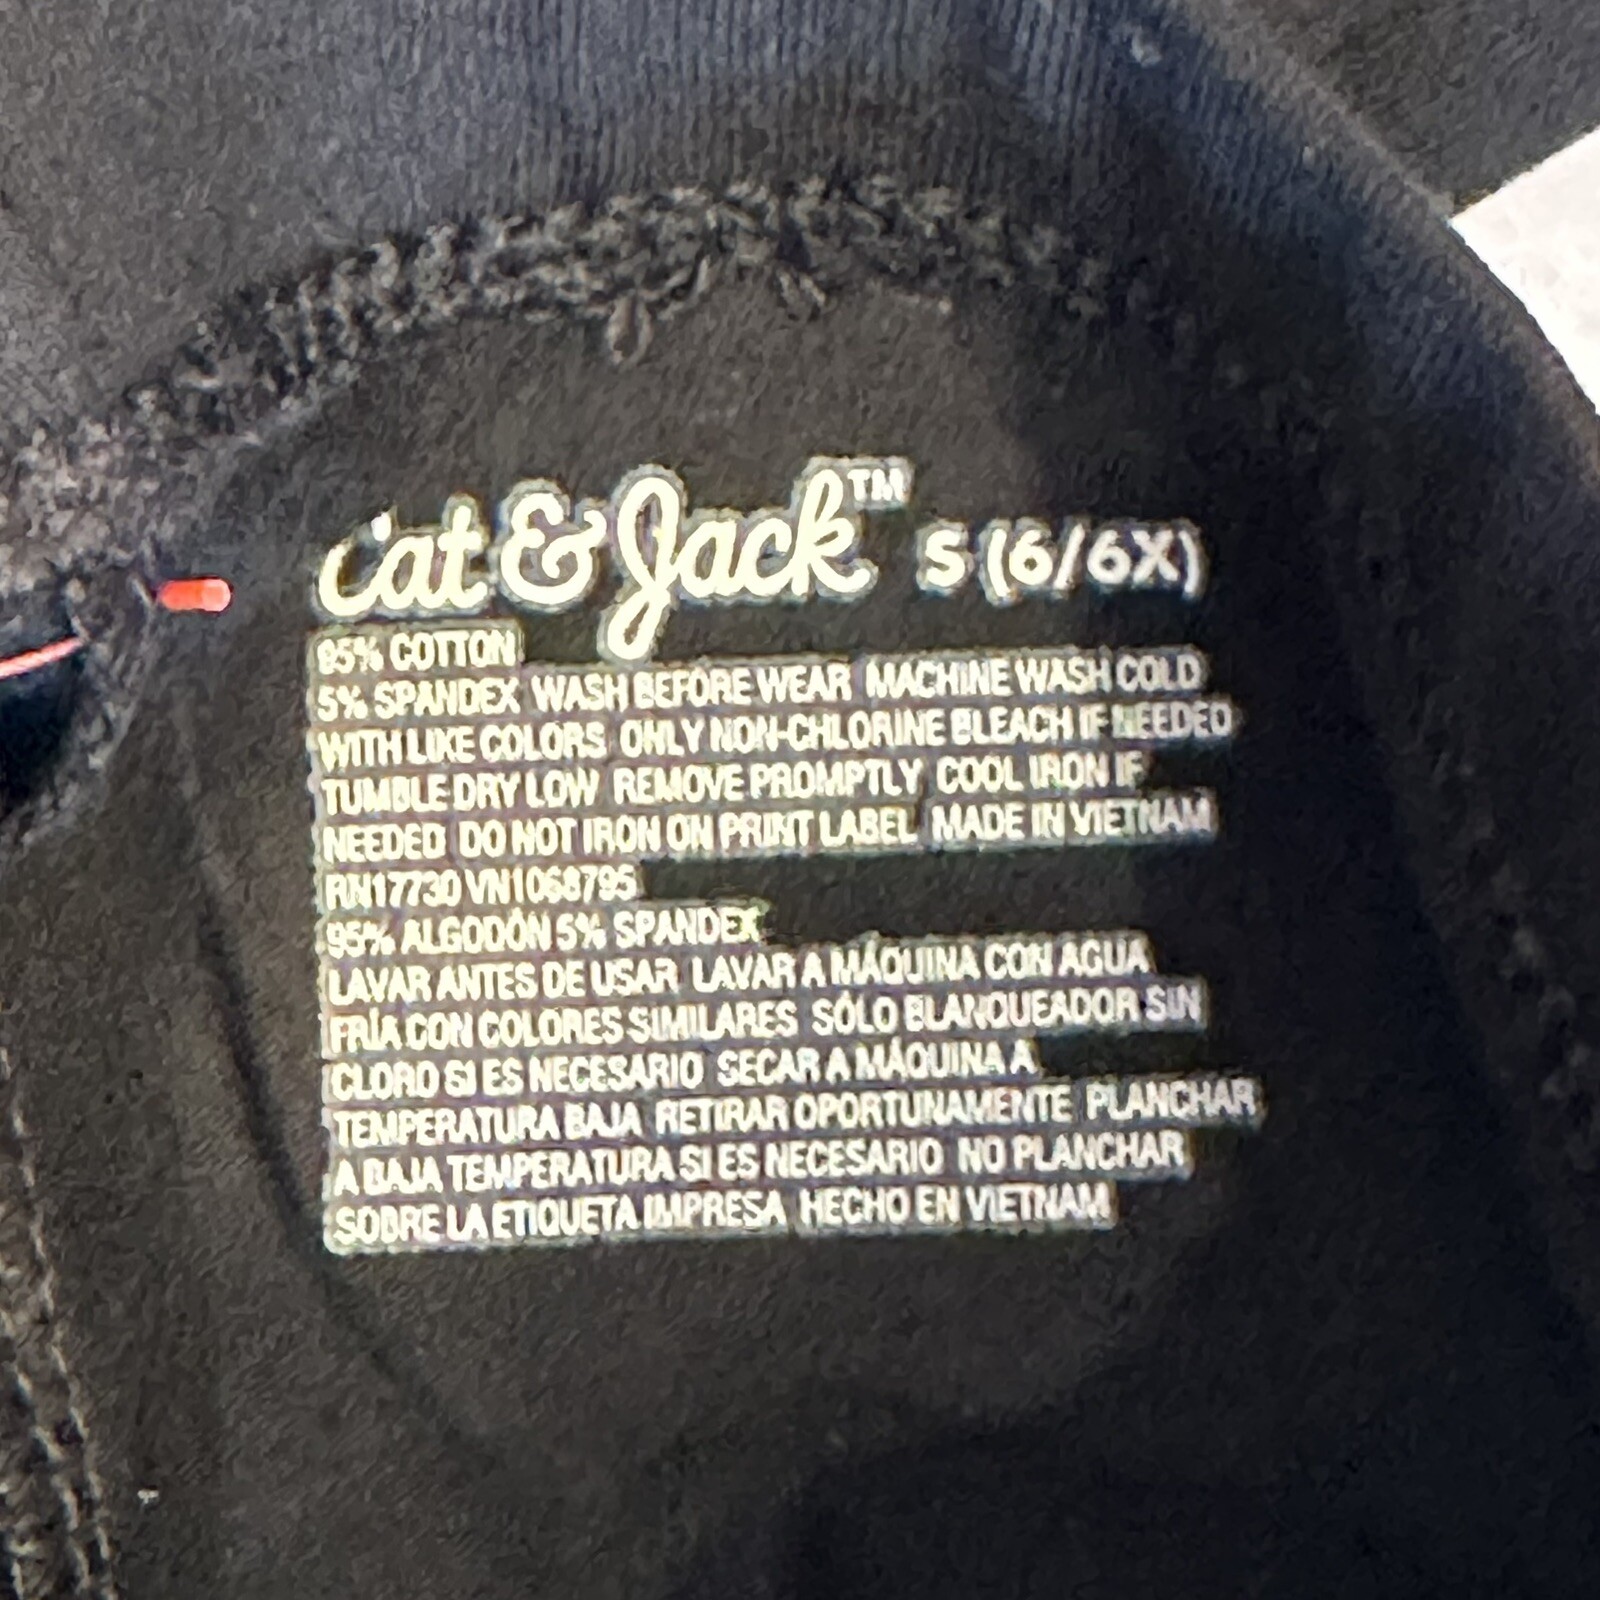 Cat & Jack™ S (6/6X)
95% COTTON
5% SPANDEX WASH BEFORE WEAR MACHINE WASH COLD
WITH LIKE COLORS ONLY NON-CHLORINE BLEACH IF NEEDED
TUMBLE DRY LOW REMOVE PROMPTLY COOL IRON IF
NEEDED DO NOT IRON ON PRINT LABEL MADE IN VIETNAM
RN17730 VN1068795
95% ALGODÓN 5% SPANDEX
LAVAR ANTES DE USAR LAVAR A MÁQUINA CON AGUA
FRÍA CON COLORES SIMILARES SÓLO BLANQUEADOR SIN
CLORO SI ES NECESARIO SECAR A MÁQUINA A
TEMPERATURA BAJA RETIRAR OPORTUNAMENTE PLANCHAR
A BAJA TEMPERATURA SI ES NECESARIO NO PLANCHAR
SOBRE LA ETIQUETA IMPRESA HECHO EN VIETNAM